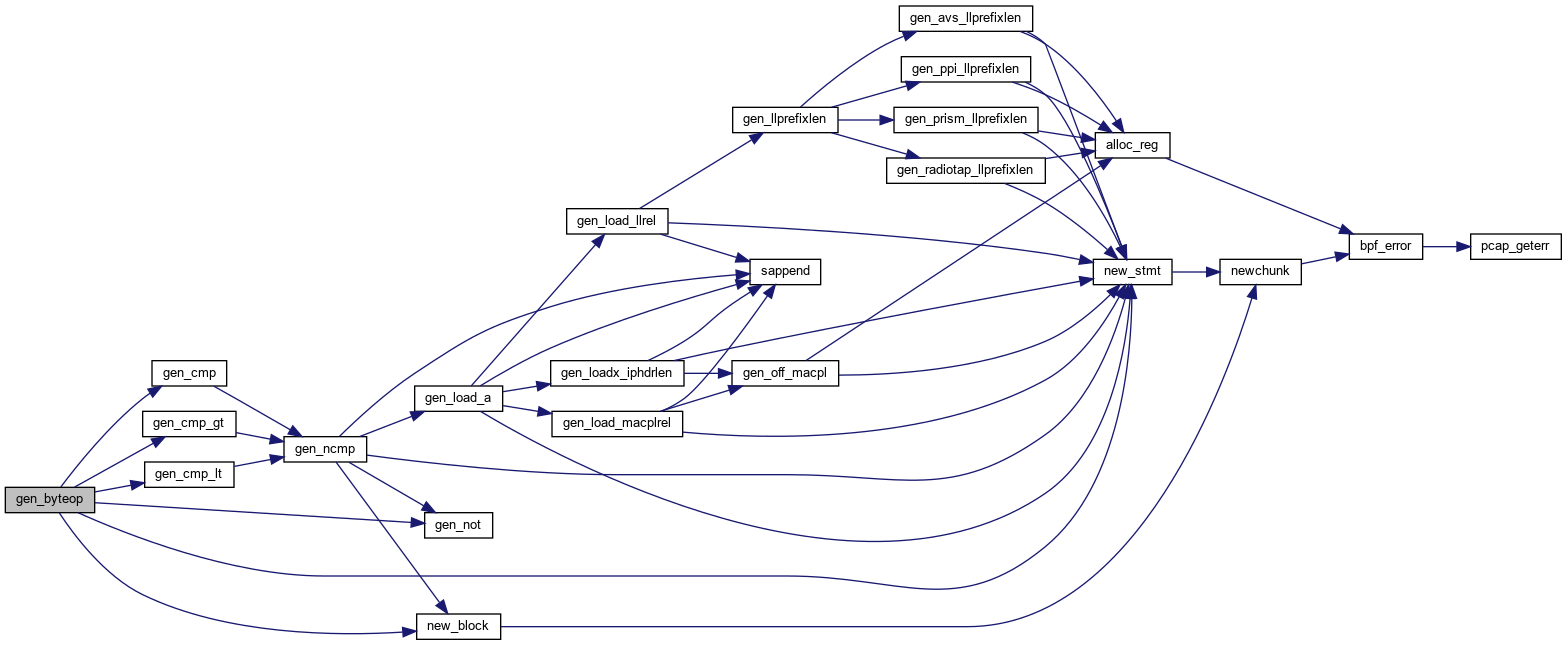 gen_avs_llprefixlen
gen_ppi_llprefixlen
gen_llprefixlen
gen_prism_llprefixlen
alloc_reg
gen_radiotap_llprefixlen
gen_load_llrel
bpf_error
pcap_geterr
sappend
new_stmt
newchunk
gen_cmp
gen_loadx_iphdrlen
gen_off_macpl
gen_load_a
gen_cmp_gt
gen_load_macplrel
gen_ncmp
gen_cmp_lt
gen_byteop
gen_not
new_block